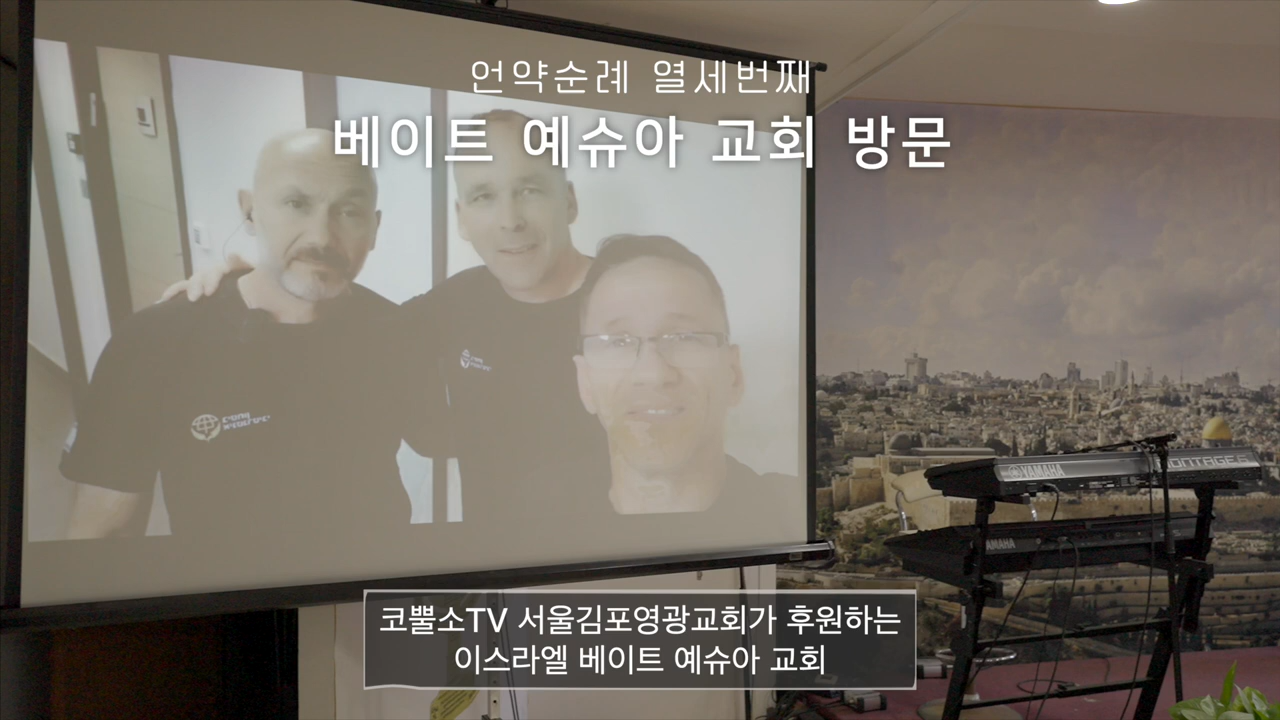 언약순례 열세번째
베이트 예슈아 교회 방문
YAMAHA
YAMAHA
코뿔소TV 서울김포영광교회가 후원하는
이스라엘 베이트 예슈아 교회